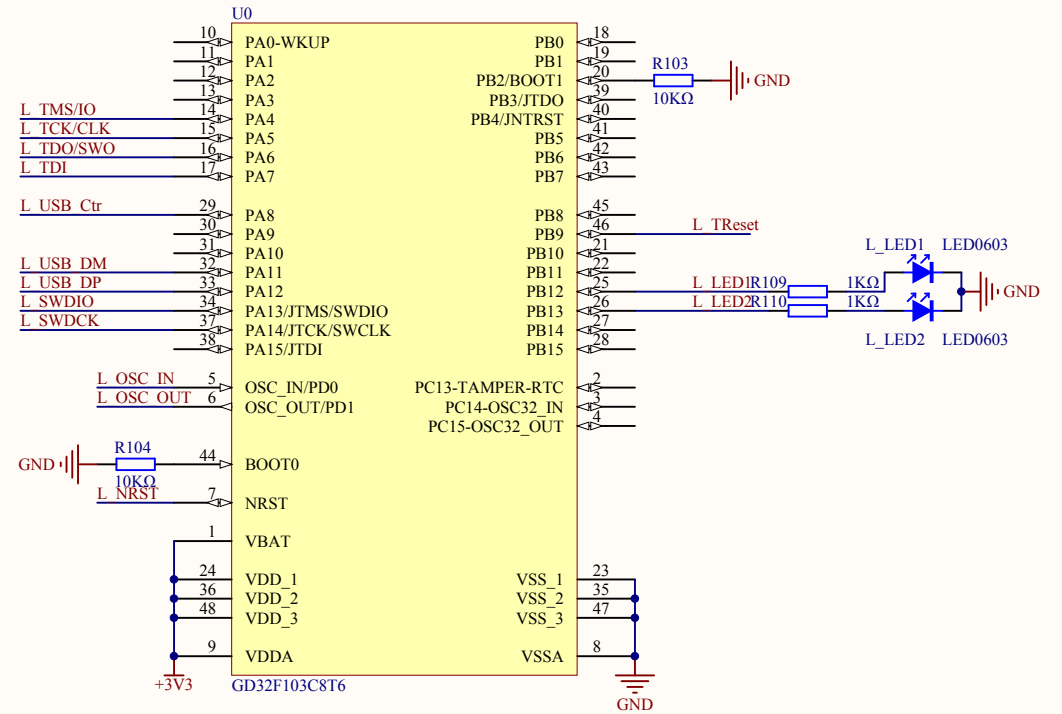 U0
10 PA0-WKUP PB0 18
11 PA1 PB1 19
12 PA2 PB2/BOOT1 20 R103 10KΩ GND
13 PA3 PB3/JTDO 39
L_TMS/IO 14 PA4 PB4/JNTRST 40
L_TCK/CLK 15 PA5 PB5 41
L_TDO/SWO 16 PA6 PB6 42
L_TDI 17 PA7 PB7 43
L_USB_Ctr 29 PA8 PB8 45
30 PA9 PB9 46 L_TReset
31 PA10 PB10 21
L_LED1 LED0603
L_USB_DM 32 PA11 PB11 22
L_USB_DP 33 PA12 PB12 25 L_LED1 R109 1KΩ GND
L_SWDIO 34 PA13/JTMS/SWDIO PB13 26 L_LED2 R110 1KΩ
L_SWDCK 37 PA14/JTCK/SWCLK PB14 27
L_LED2 LED0603
38 PA15/JTDI PB15 28
L_OSC_IN 5 OSC_IN/PD0 PC13-TAMPER-RTC 2
L_OSC_OUT 6 OSC_OUT/PD1 PC14-OSC32_IN 3
PC15-OSC32_OUT 4
GND R104 10KΩ 44 BOOT0
L_NRST 7 NRST
1 VBAT
24 VDD_1 VSS_1 23
36 VDD_2 VSS_2 35
48 VDD_3 VSS_3 47
9 VDDA VSSA 8
+3V3
GD32F103C8T6
GND